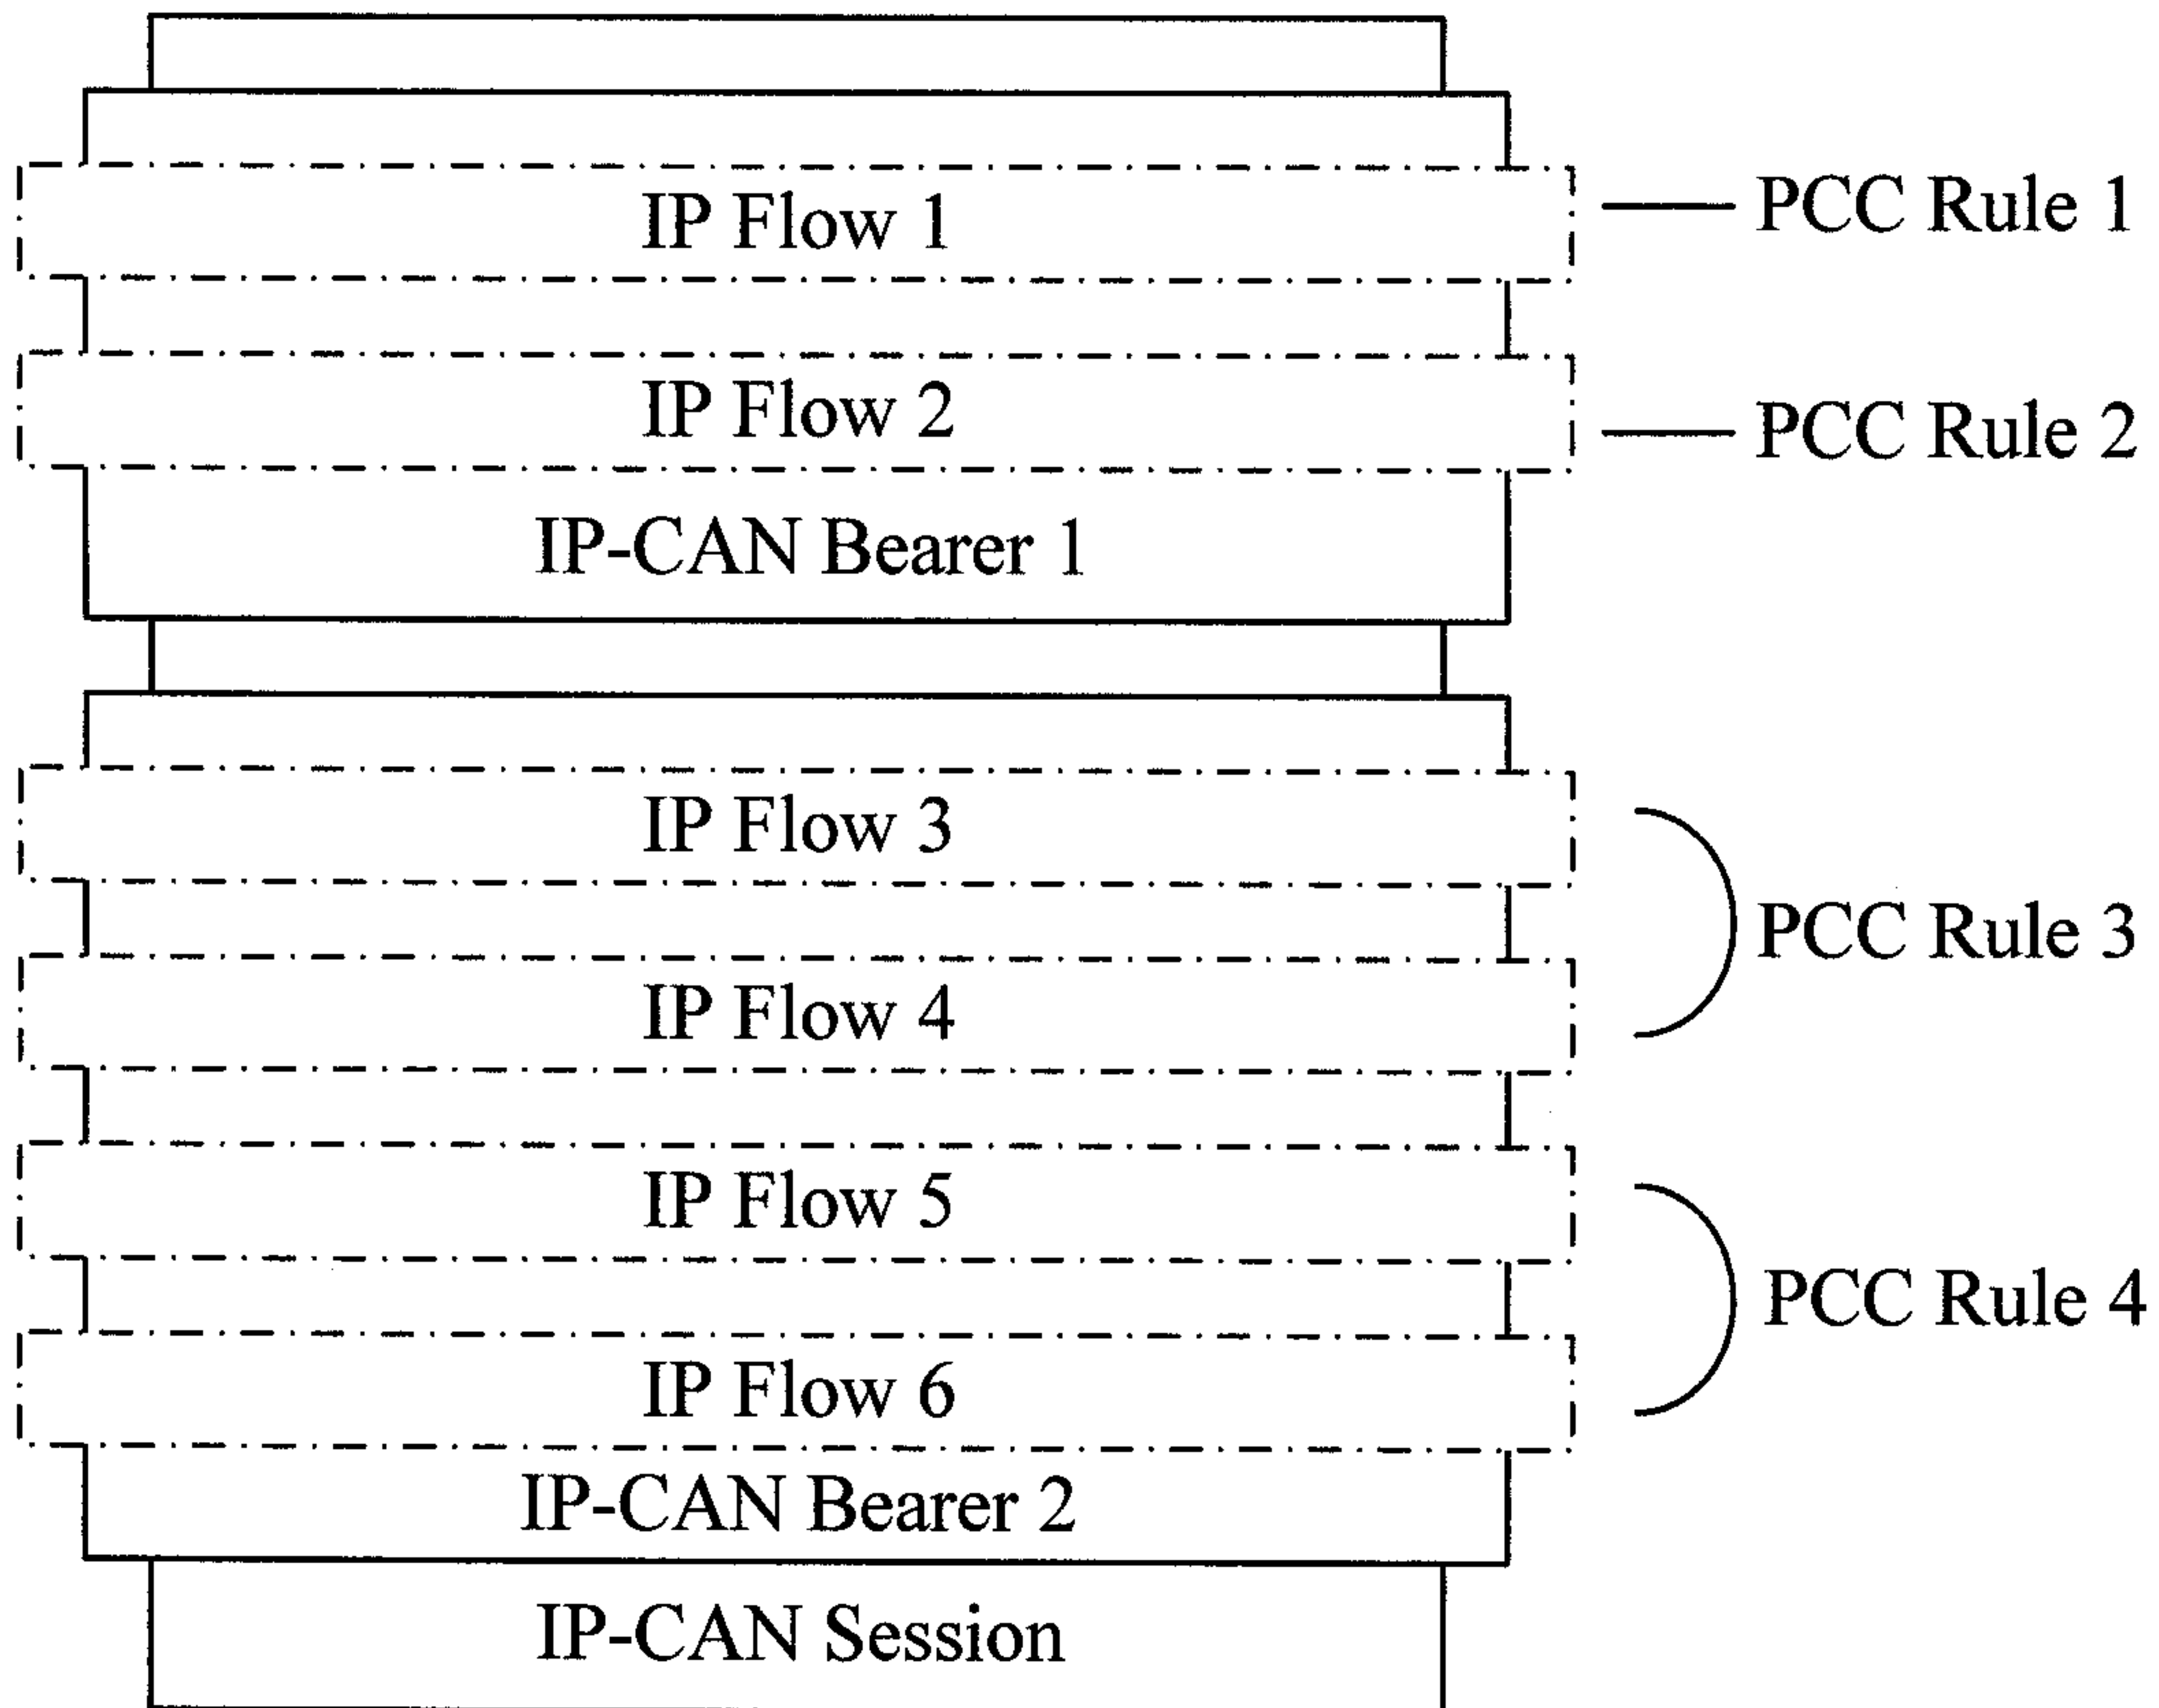 IP Flow 1
PCC Rule 1
IP Flow 2
PCC Rule 2
IP-CAN Bearer 1
IP Flow 3
PCC Rule 3
IP Flow 4
IP Flow 5
PCC Rule 4
IP Flow 6
IP-CAN Bearer 2
IP-CAN Session